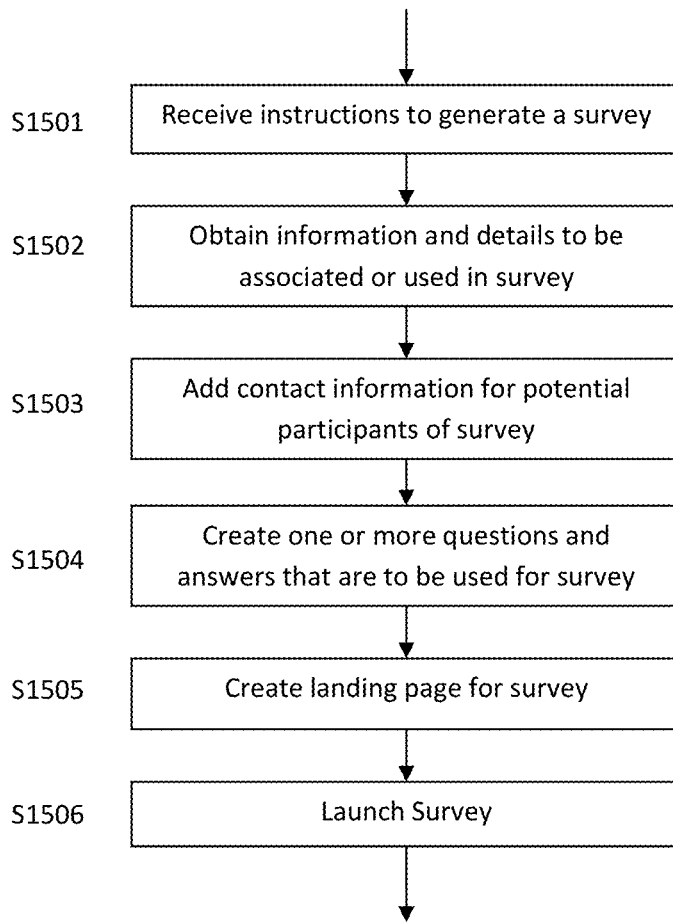 S1501
Receive instructions to generate a survey
S1502
Obtain information and details to be
associated or used in survey
S1503
Add contact information for potential
participants of survey
S1504
Create one or more questions and
answers that are to be used for survey
S1505
Create landing page for survey
S1506
Launch Survey